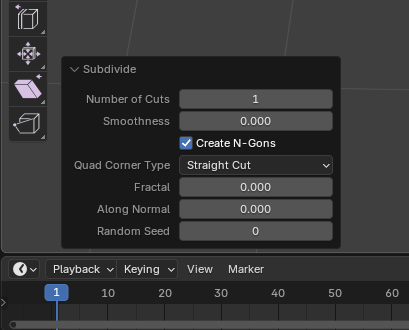 Subdivide
Number of Cuts 1
Smoothness 0.000
Create N-Gons
Quad Corner Type Straight Cut
Fractal 0.000
Along Normal 0.000
Random Seed 0
Playback Keying View Marker
1 10 20 30 40 50 60